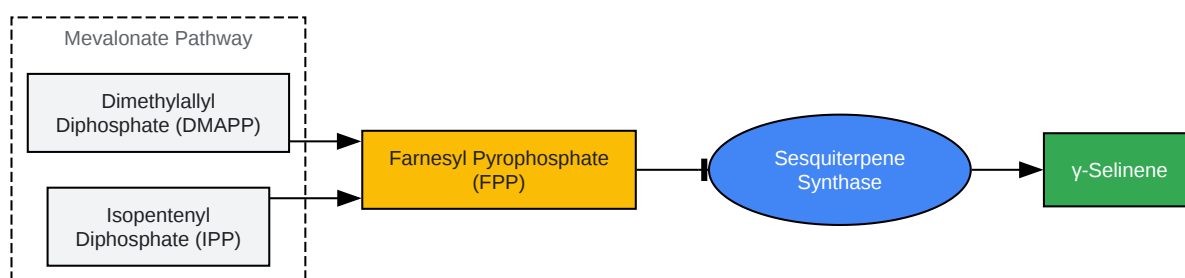 Mevalonate Pathway
Dimethylallyl
Diphosphate (DMAPP)
Isopentenyl
Diphosphate (IPP)
Farnesyl Pyrophosphate
(FPP)
Sesquiterpene
Synthase
γ-Selinene